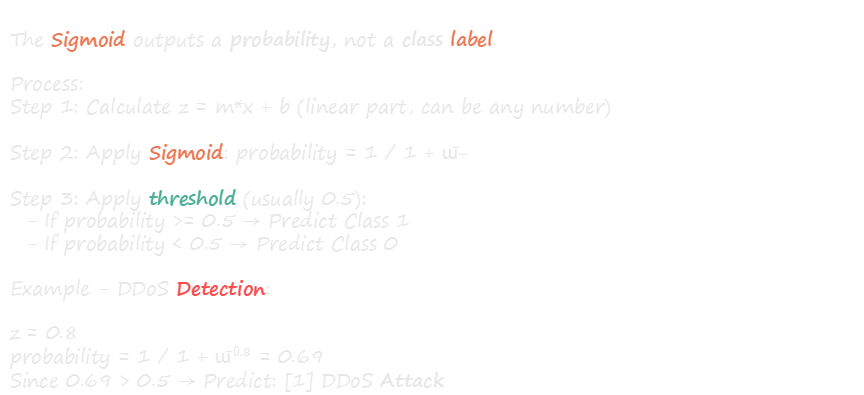 The Sigmoid outputs a probability, not a class label.
Process:
Step 1: Calculate z = m*x + b (linear part, can be any number)
Step 2: Apply Sigmoid: probability = 1 / 1 +
Step 3: Apply threshold (usually 0.5):
- If probability >= 0.5 → Predict Class 1
- If probability < 0.5 → Predict Class 0
Example - DDoS Detection:
z = 0.8
probability = 1 / 1 + ɯ̅⁻⁰·⁸ = 0.69
Since 0.69 > 0.5 → Predict: [1] DDoS Attack